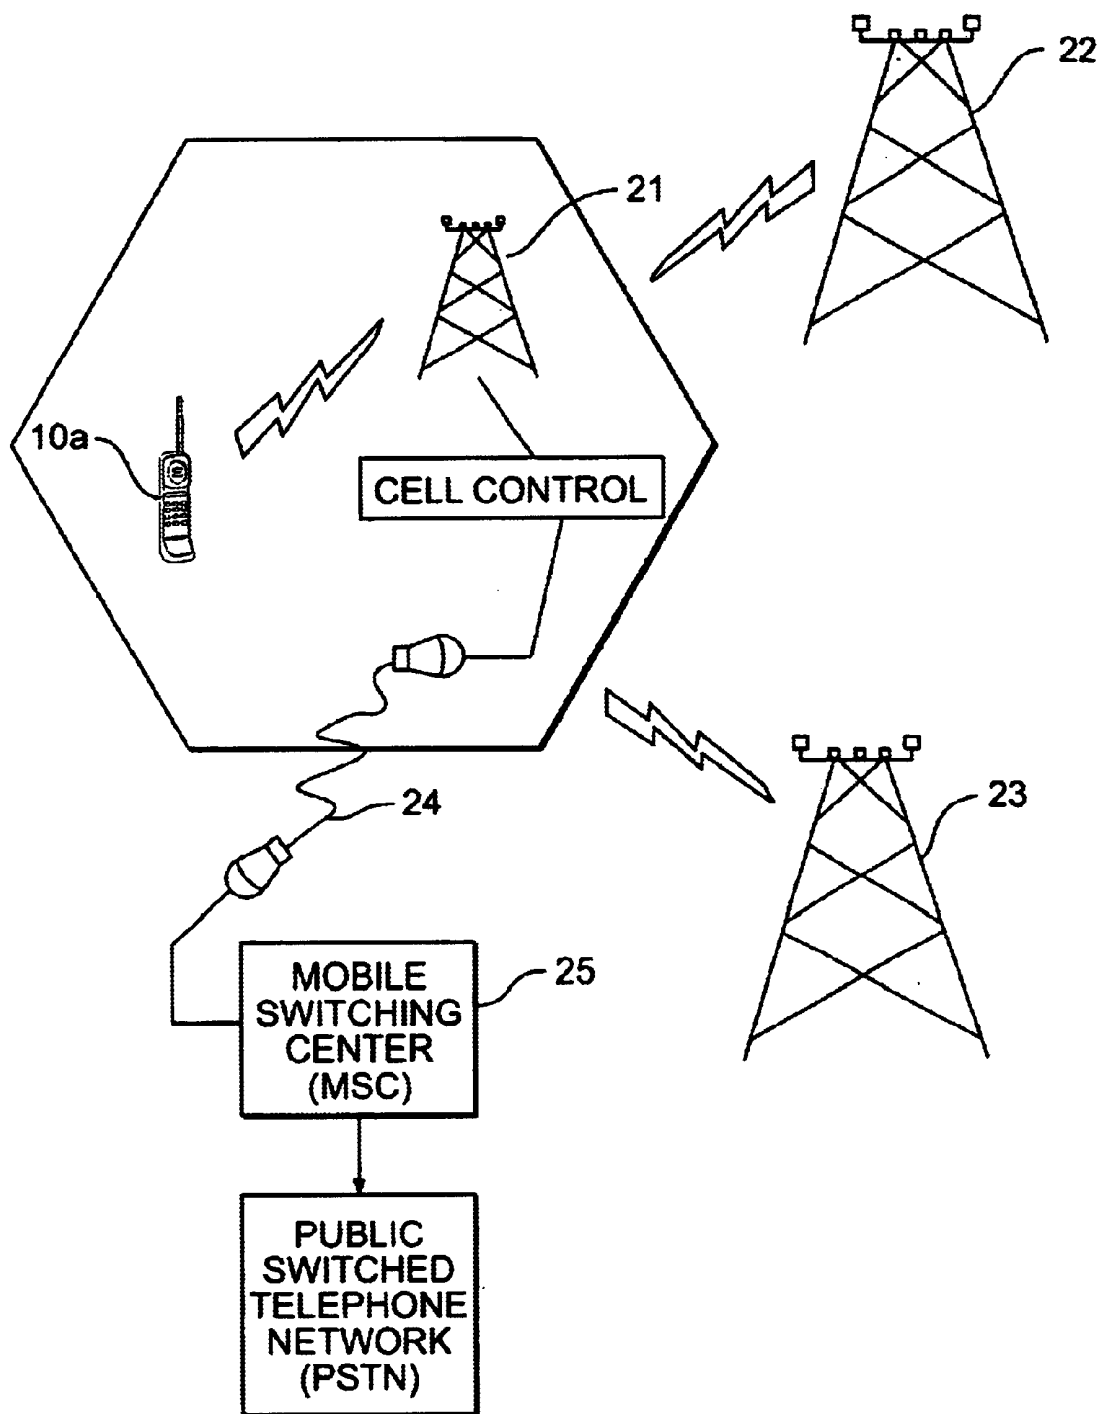 22
21
10a
CELL CONTROL
24
23
25
MOBILE
SWITCHING
CENTER
(MSC)
PUBLIC
SWITCHED
TELEPHONE
NETWORK
(PSTN)